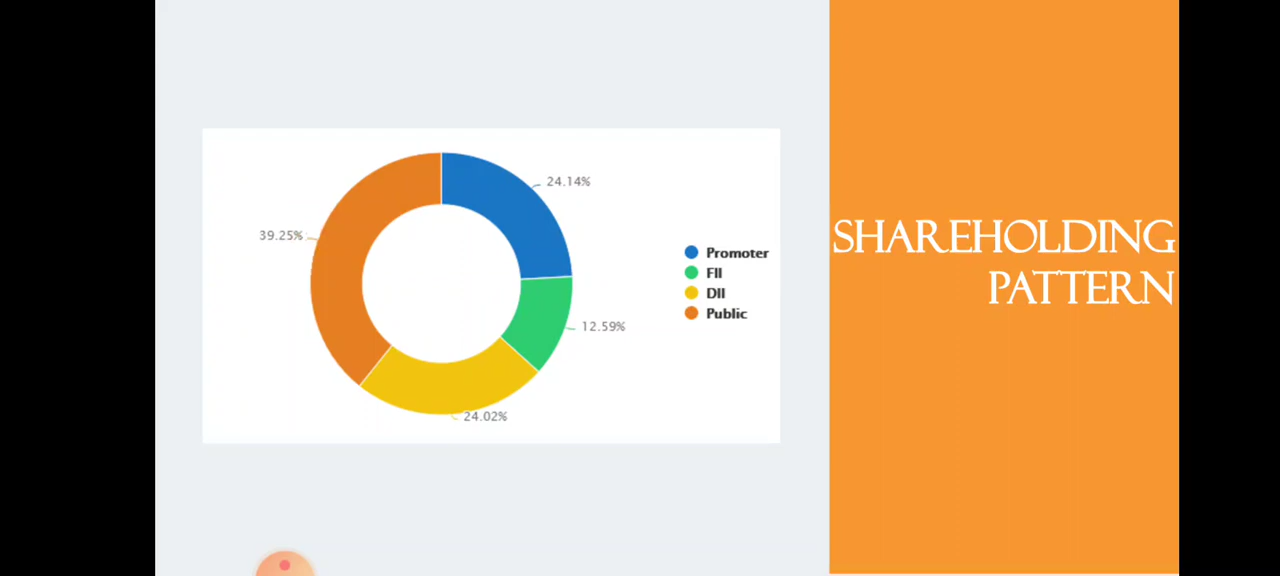 24.14%
39.25%
Promoter
FII
DII
Public
12.59%
24.02%
SHAREHOLDING
PATTERN